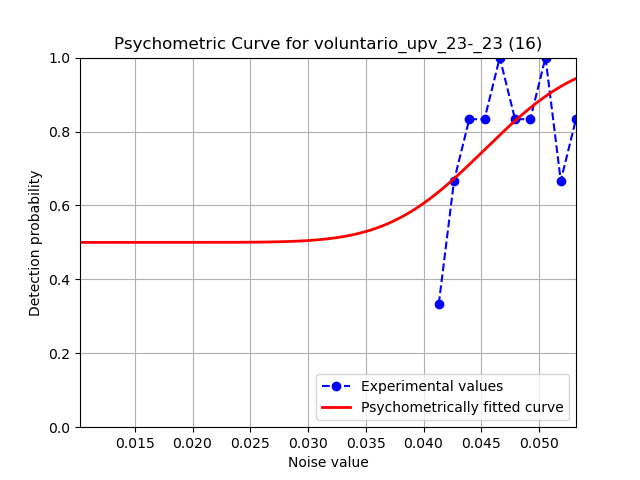 Psychometric Curve for voluntario_upv_23-_23 (16)
1.0
0.8
0.6
0.4
0.2
0.0
Detection probability
0.015 0.020 0.025 0.030 0.035 0.040 0.045 0.050
Noise value
Experimental values
Psychometrically fitted curve